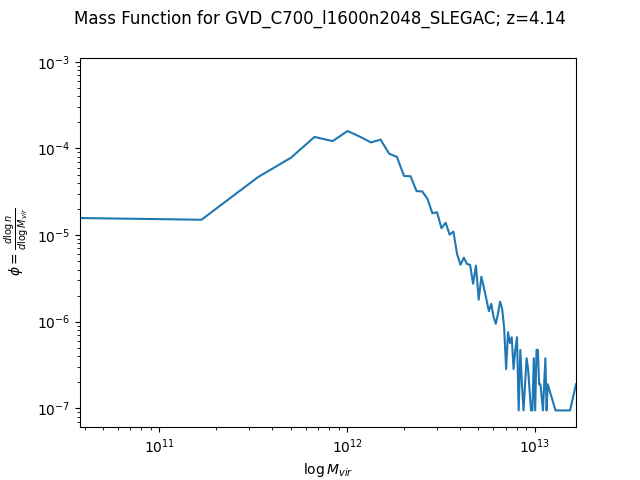 Mass Function for GVD_C700_l1600n2048_SLEGAC; z=4.14
10⁻³
10⁻⁴
10⁻⁵
10⁻⁶
10⁻⁷
ϕ = d log n / d log M_vir
10¹¹
10¹²
10¹³
log M_vir